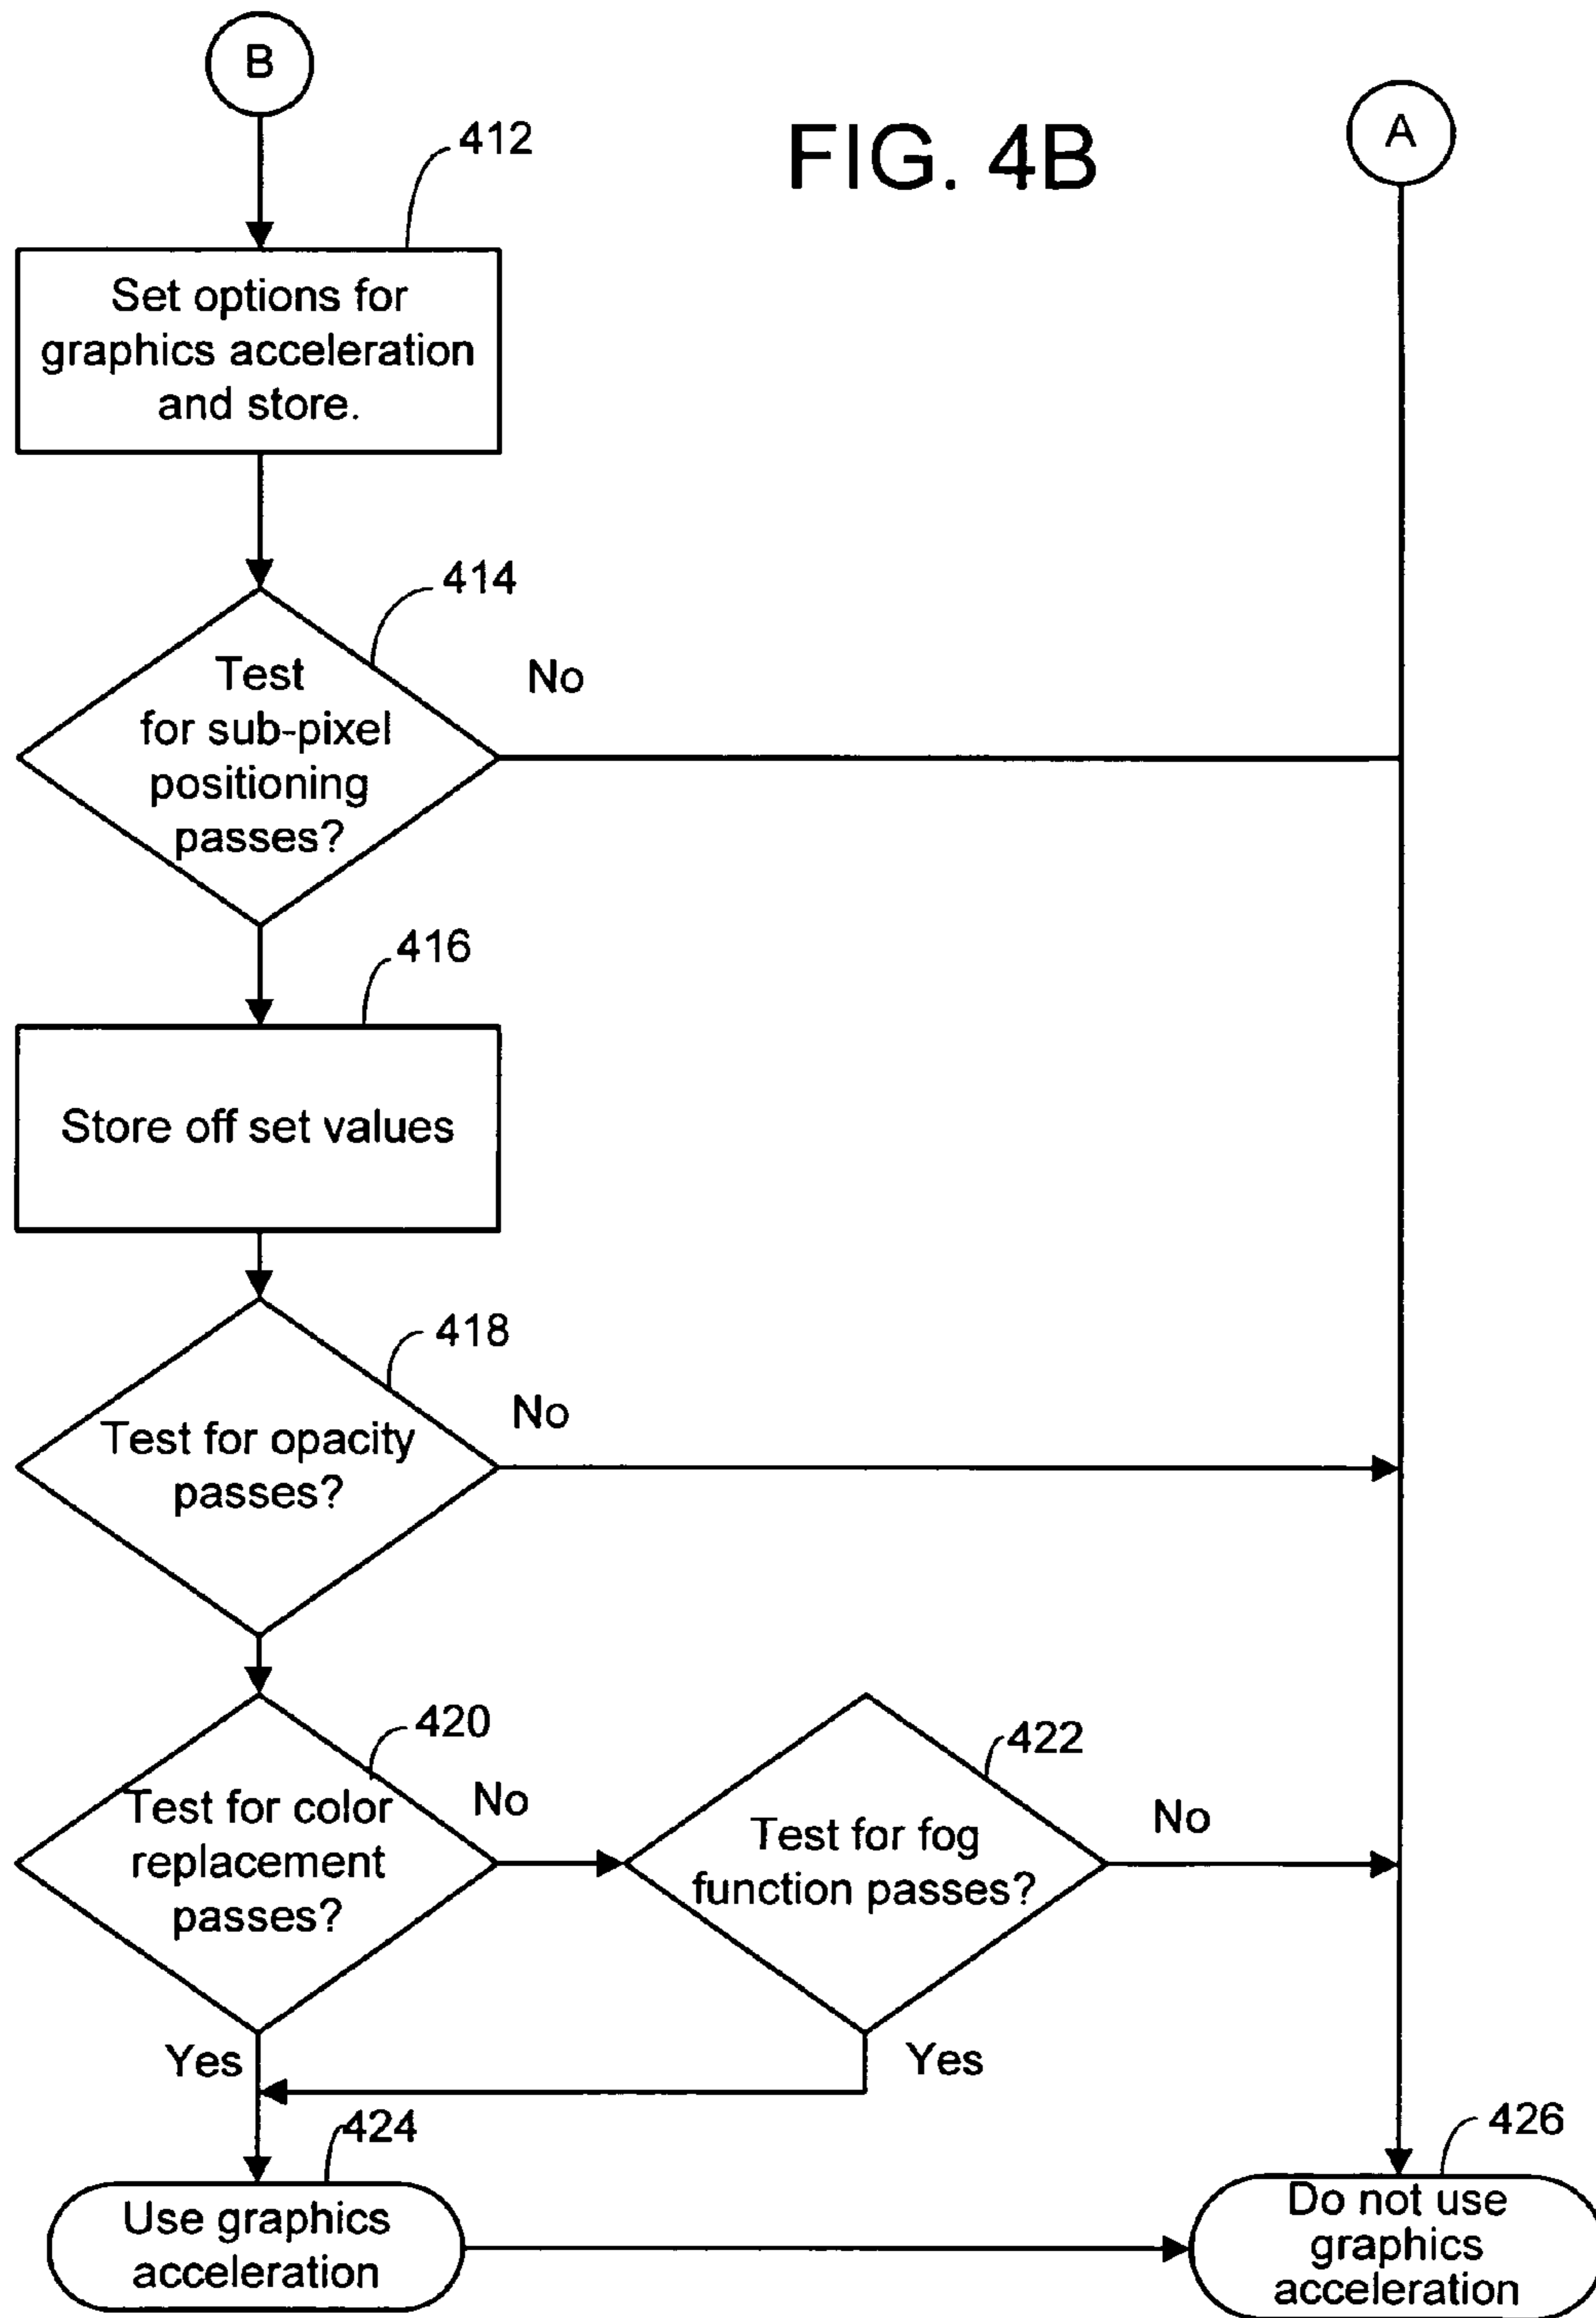 B
A
FIG. 4B
412
Set options for
graphics acceleration
and store.
414
Test
for sub-pixel
positioning
passes?
No
416
Store off set values
418
Test for opacity
passes?
No
420
Test for color
replacement
passes?
No
422
Test for fog
function passes?
No
Yes
Yes
424
Use graphics
acceleration
426
Do not use
graphics
acceleration